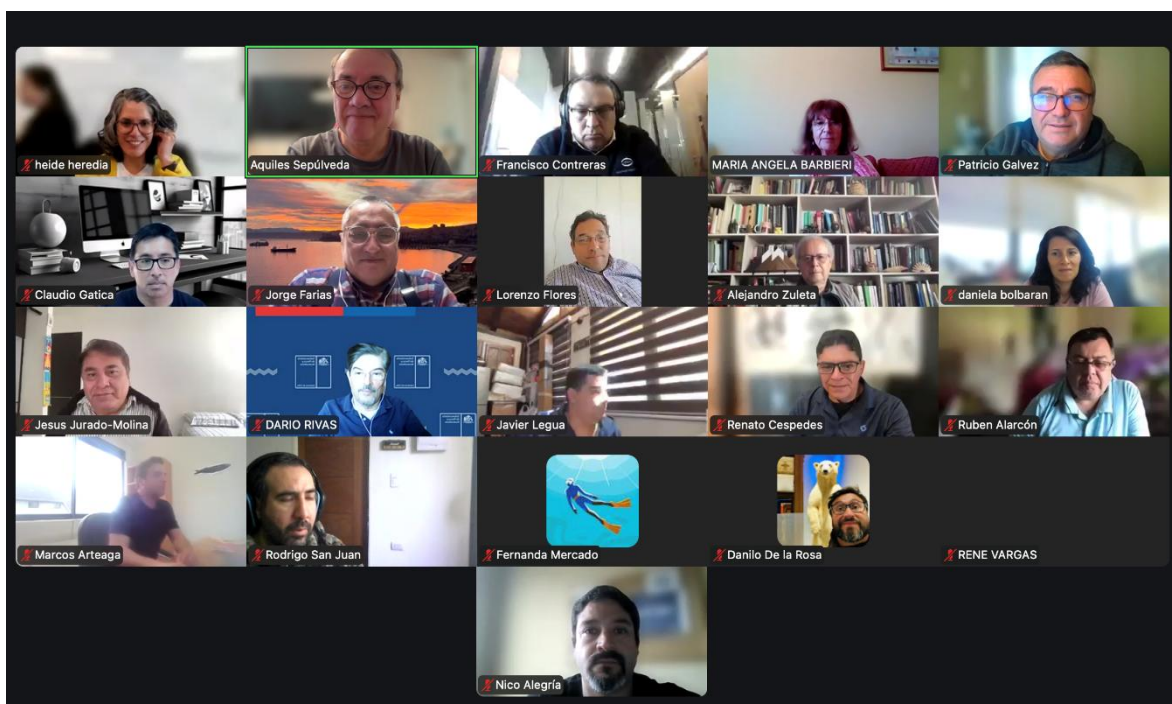 heide heredia
Aquiles Sepúlveda
Francisco Contreras
MARIA ANGELA BARBIERI
Patricio Galvez
Claudio Gatica
Jorge Farias
Lorenzo Flores
Alejandro Zuleta
daniela bolbaran
Jesus Jurado-Molina
DARIO RIVAS
Javier Legua
Renato Cespedes
Ruben Alarcón
Marcos Arteaga
Rodrigo San Juan
Fernanda Mercado
Danilo De la Rosa
RENE VARGAS
Nico Alegría